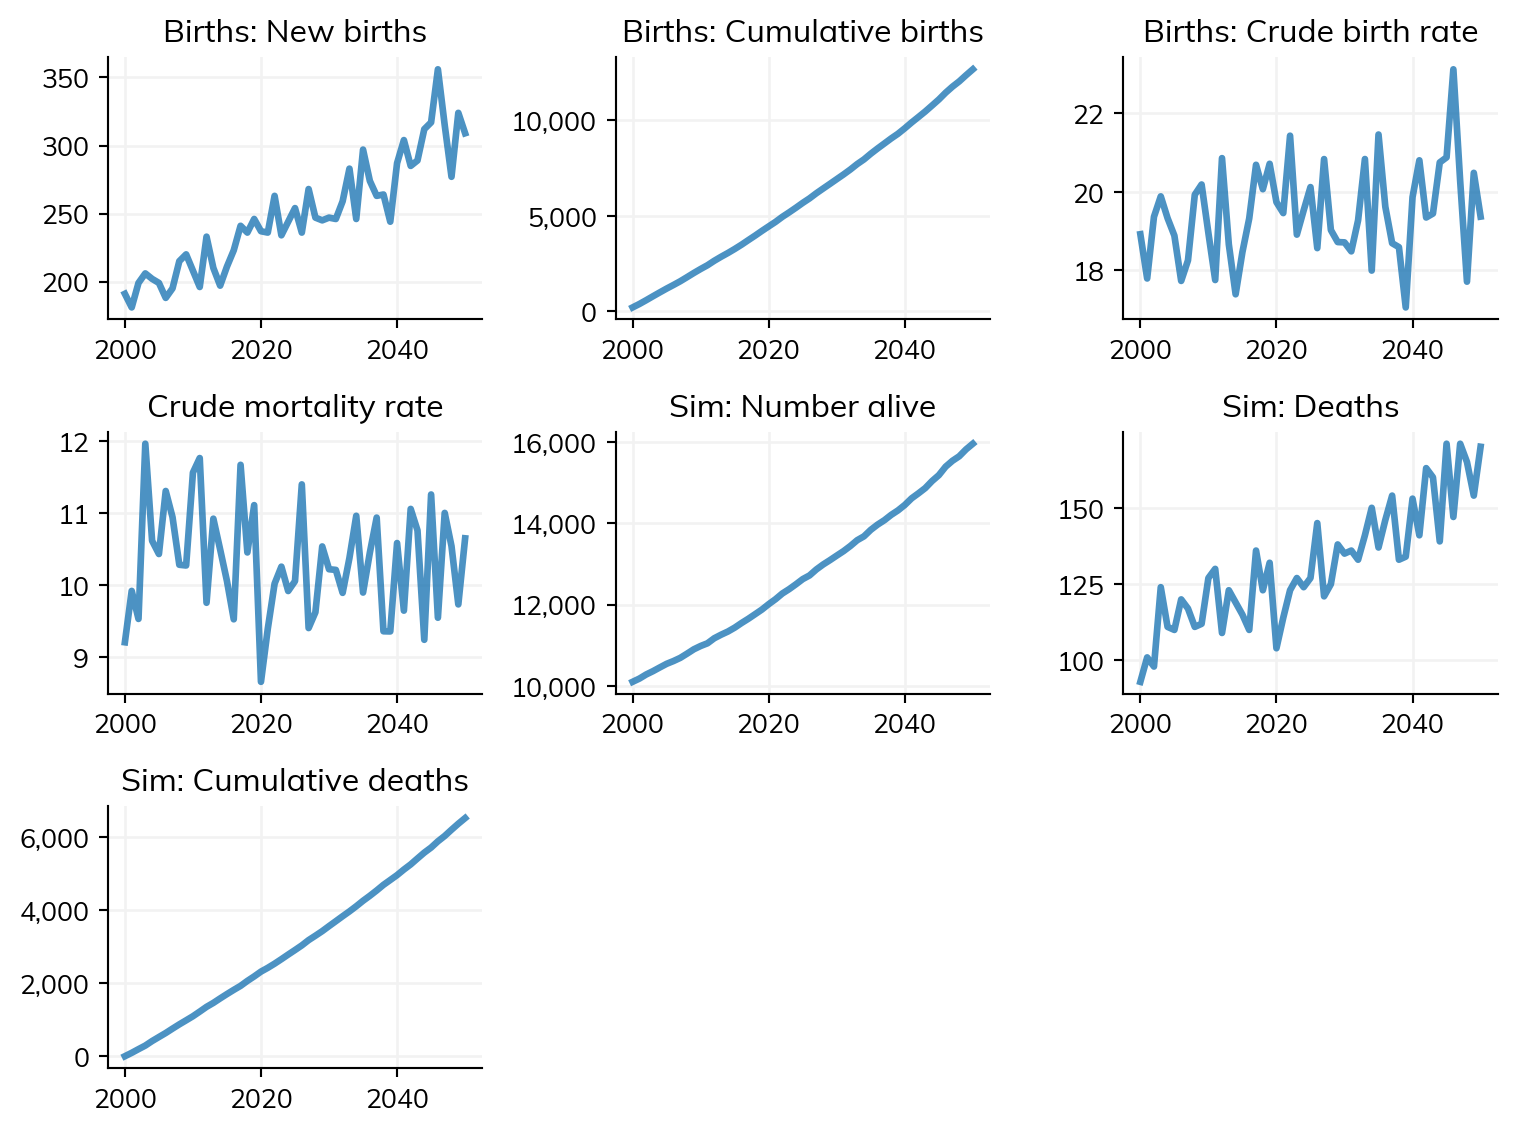 Births: New births
Births: Cumulative births
Births: Crude birth rate
350
300
250
200
2000 2020 2040
10,000
5,000
0
2000 2020 2040
22
20
18
2000 2020 2040
Crude mortality rate
Sim: Number alive
Sim: Deaths
12
11
10
9
2000 2020 2040
16,000
14,000
12,000
10,000
2000 2020 2040
150
125
100
2000 2020 2040
Sim: Cumulative deaths
6,000
4,000
2,000
0
2000 2020 2040